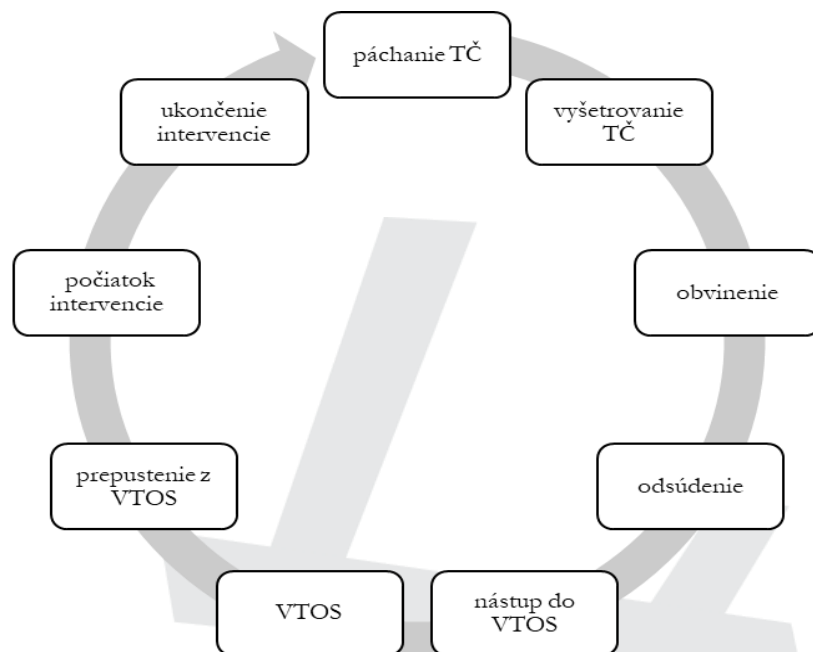 páchanie TČ
vyšetrovanie
TČ
obvinenie
odsúdenie
nástup do
VTOS
VTOS
prepustenie z
VTOS
počiatok
intervencie
ukončenie
intervencie